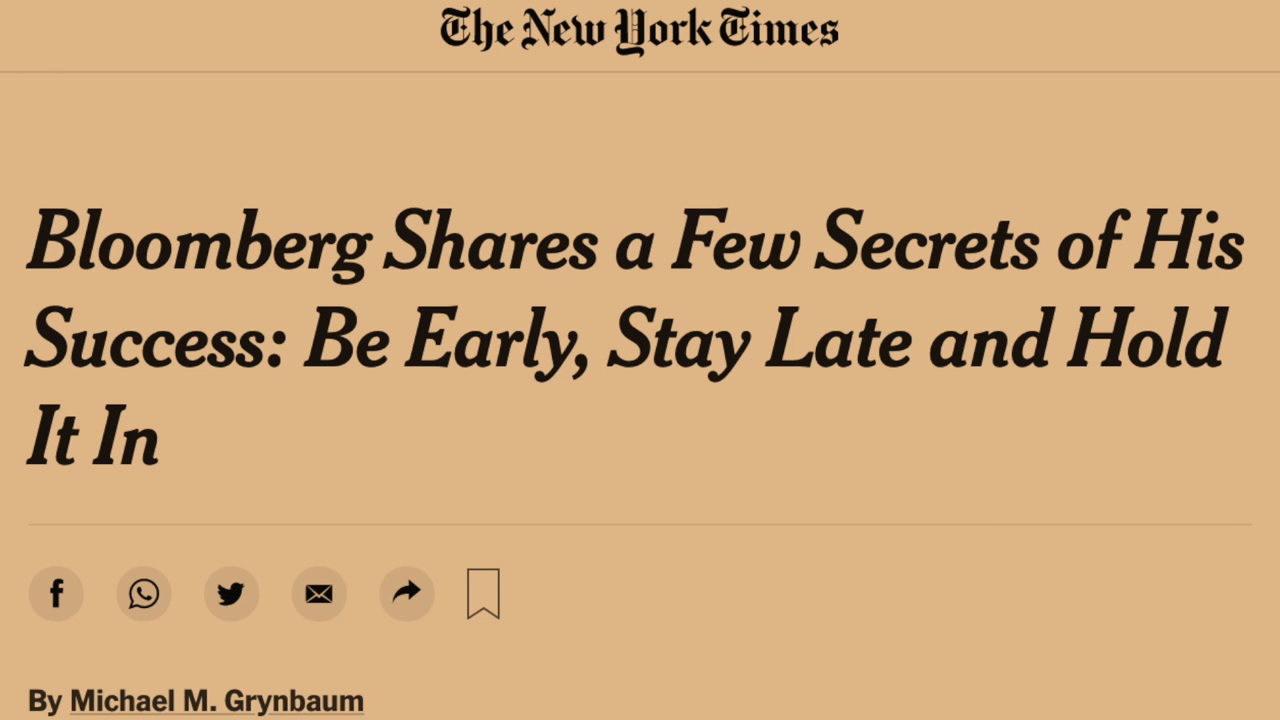 The New York Times
Bloomberg Shares a Few Secrets of His
Success: Be Early, Stay Late and Hold
It In
By Michael M. Grynbaum